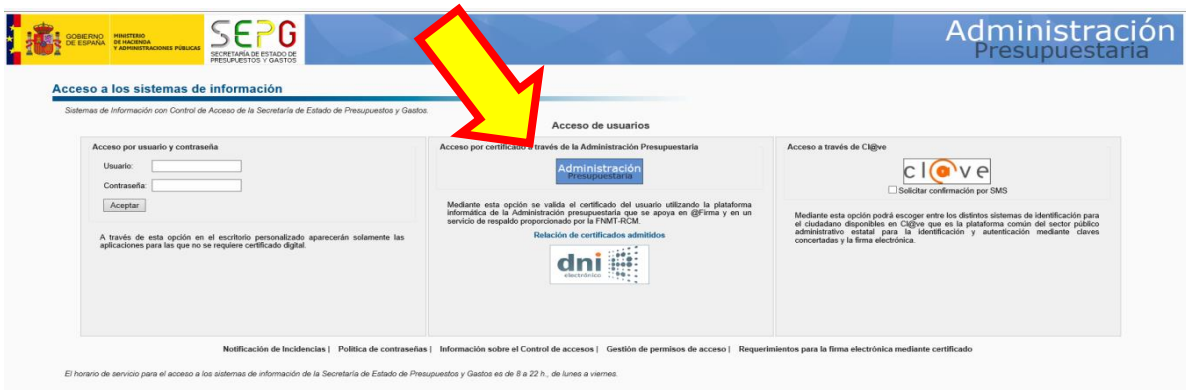 GOBIERNO
DE ESPAÑA
MINISTERIO
DE HACIENDA
Y ADMINISTRACIONES PÚBLICAS
SEPG
SECRETARÍA DE ESTADO DE
PRESUPUESTOS Y GASTOS
Administración
Presupuestaria
Acceso a los sistemas de información
Sistemas de Información con Control de Acceso de la Secretaría de Estado de Presupuestos y Gastos.
Acceso de usuarios
Acceso por usuario y contraseña
Usuario:
Contraseña:
Aceptar
A través de esta opción en el escritorio personalizado aparecerán solamente las
aplicaciones para las que no se requiere certificado digital.
Acceso por certificado a través de la Administración Presupuestaria
Administración
Presupuestaria
Mediante esta opción se valida el certificado del usuario utilizando la plataforma
informática de la Administración presupuestaria que se apoya en @Firma y en un
servicio de respaldo proporcionado por la FNMT-RCM.
Relación de certificados admitidos
dni
electrónico
Acceso a través de Cl@ve
cl@ve
Solicitar confirmación por SMS
Mediante esta opción podrá escoger entre los distintos sistemas de identificación para
el ciudadano disponibles en Cl@ve que es la plataforma común del sector público
administrativo estatal para la identificación y autenticación mediante claves
concertadas y la firma electrónica.
Notificación de Incidencias | Política de contraseñas | Información sobre el Control de accesos | Gestión de permisos de acceso | Requerimientos para la firma electrónica mediante certificado
El horario de servicio para el acceso a los sistemas de información de la Secretaría de Estado de Presupuestos y Gastos es de 8 a 22 h., de lunes a viernes.